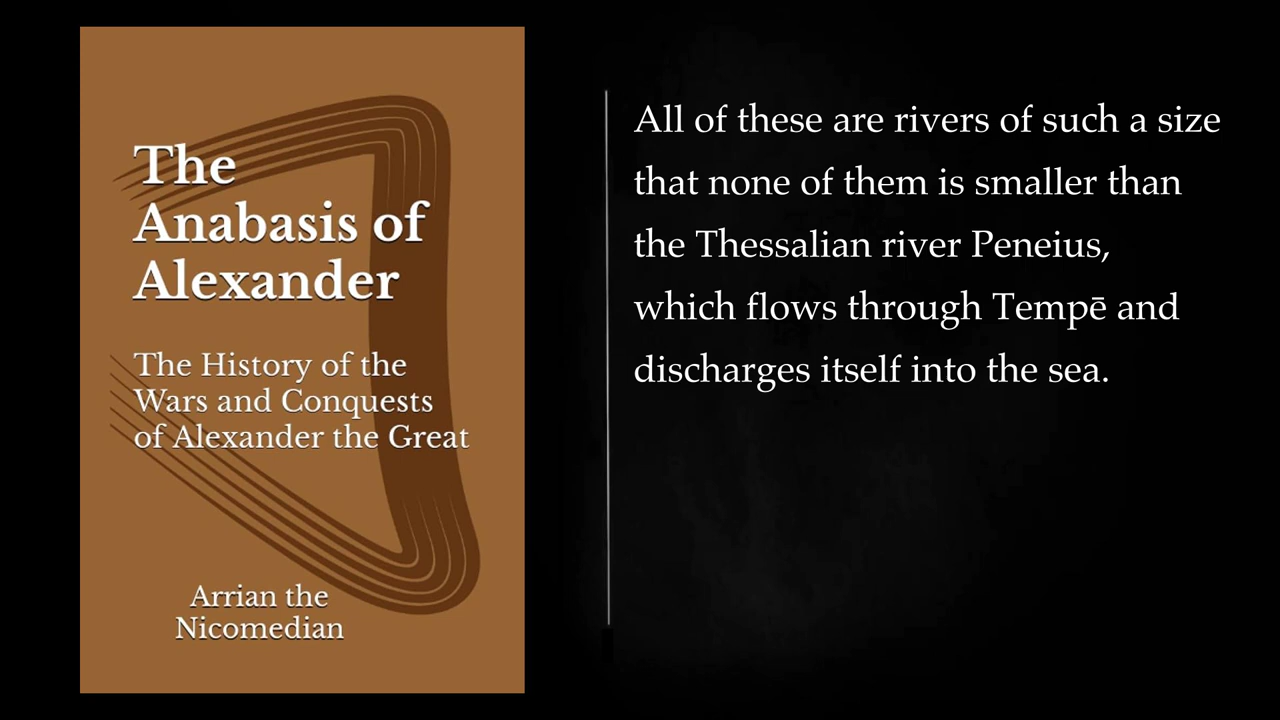 The
Anabasis of
Alexander
The History of the
Wars and Conquests
of Alexander the Great
Arrian the
Nicomedian
All of these are rivers of such a size
that none of them is smaller than
the Thessalian river Peneius,
which flows through Tempē and
discharges itself into the sea.